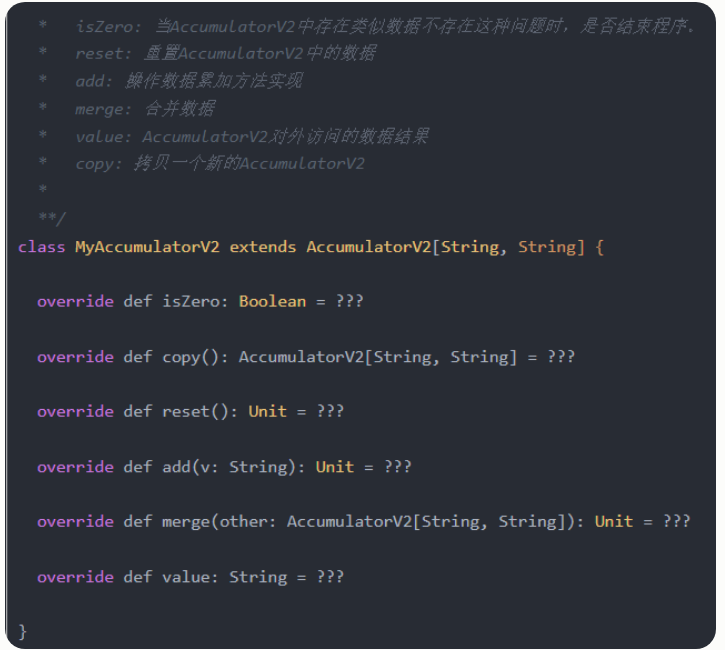 * isZero: 当AccumulatorV2中存在类似数据不存在这种问题时，是否结束程序.
* reset: 重置AccumulatorV2中的数据
* add: 操作数据累加方法实现
* merge: 合并数据
* value: AccumulatorV2对外访问的数据结果
* copy: 拷贝一个新的AccumulatorV2
*
**/
class MyAccumulatorV2 extends AccumulatorV2[String, String] {
override def isZero: Boolean = ???
override def copy(): AccumulatorV2[String, String] = ???
override def reset(): Unit = ???
override def add(v: String): Unit = ???
override def merge(other: AccumulatorV2[String, String]): Unit = ???
override def value: String = ???
}